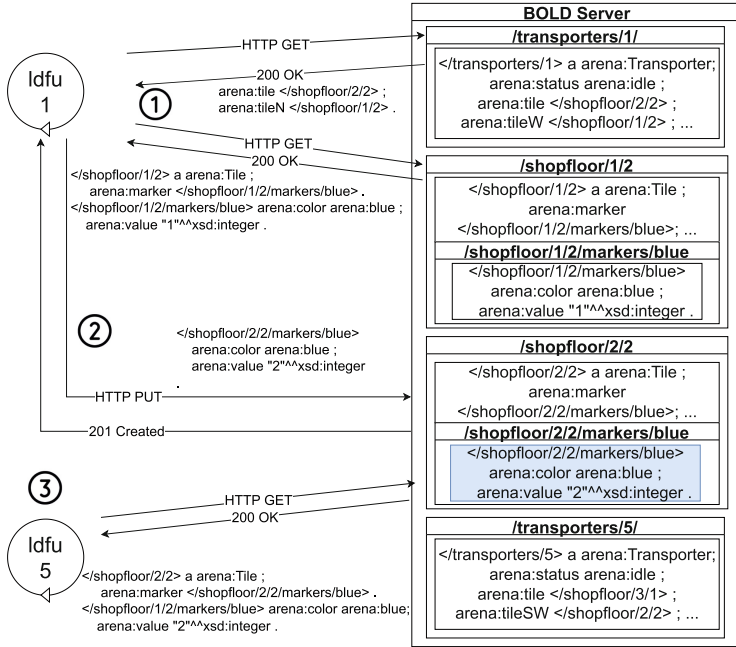 BOLD Server
/transporters/1/
</transporters/1> a arena:Transporter;
arena:status arena:idle ;
arena:tile </shopfloor/2/2> ;
arena:tileW </shopfloor/1/2> ; ...
/shopfloor/1/2
</shopfloor/1/2> a arena:Tile ;
arena:marker
</shopfloor/1/2/markers/blue>; ...
/shopfloor/1/2/markers/blue
</shopfloor/1/2/markers/blue>
arena:color arena:blue ;
arena:value "1"^^xsd:integer .
/shopfloor/2/2
</shopfloor/2/2> a arena:Tile ;
arena:marker
</shopfloor/2/2/markers/blue>; ...
/shopfloor/2/2/markers/blue
</shopfloor/2/2/markers/blue>
arena:color arena:blue ;
arena:value "2"^^xsd:integer .
/transporters/5/
</transporters/5> a arena:Transporter;
arena:status arena:idle ;
arena:tile </shopfloor/3/1> ;
arena:tileSW </shopfloor/2/2> ; ...
ldfu
1
1
HTTP GET
200 OK
arena:tile </shopfloor/2/2> ;
arena:tileN </shopfloor/1/2> .
HTTP GET
200 OK
</shopfloor/1/2> a arena:Tile ;
arena:marker </shopfloor/1/2/markers/blue> .
</shopfloor/1/2/markers/blue> arena:color arena:blue ;
arena:value "1"^^xsd:integer .
2
</shopfloor/2/2/markers/blue>
arena:color arena:blue ;
arena:value "2"^^xsd:integer
.
HTTP PUT
201 Created
3
ldfu
5
HTTP GET
200 OK
</shopfloor/2/2> a arena:Tile ;
arena:marker </shopfloor/2/2/markers/blue> .
</shopfloor/1/2/markers/blue> arena:color arena:blue;
arena:value "2"^^xsd:integer .